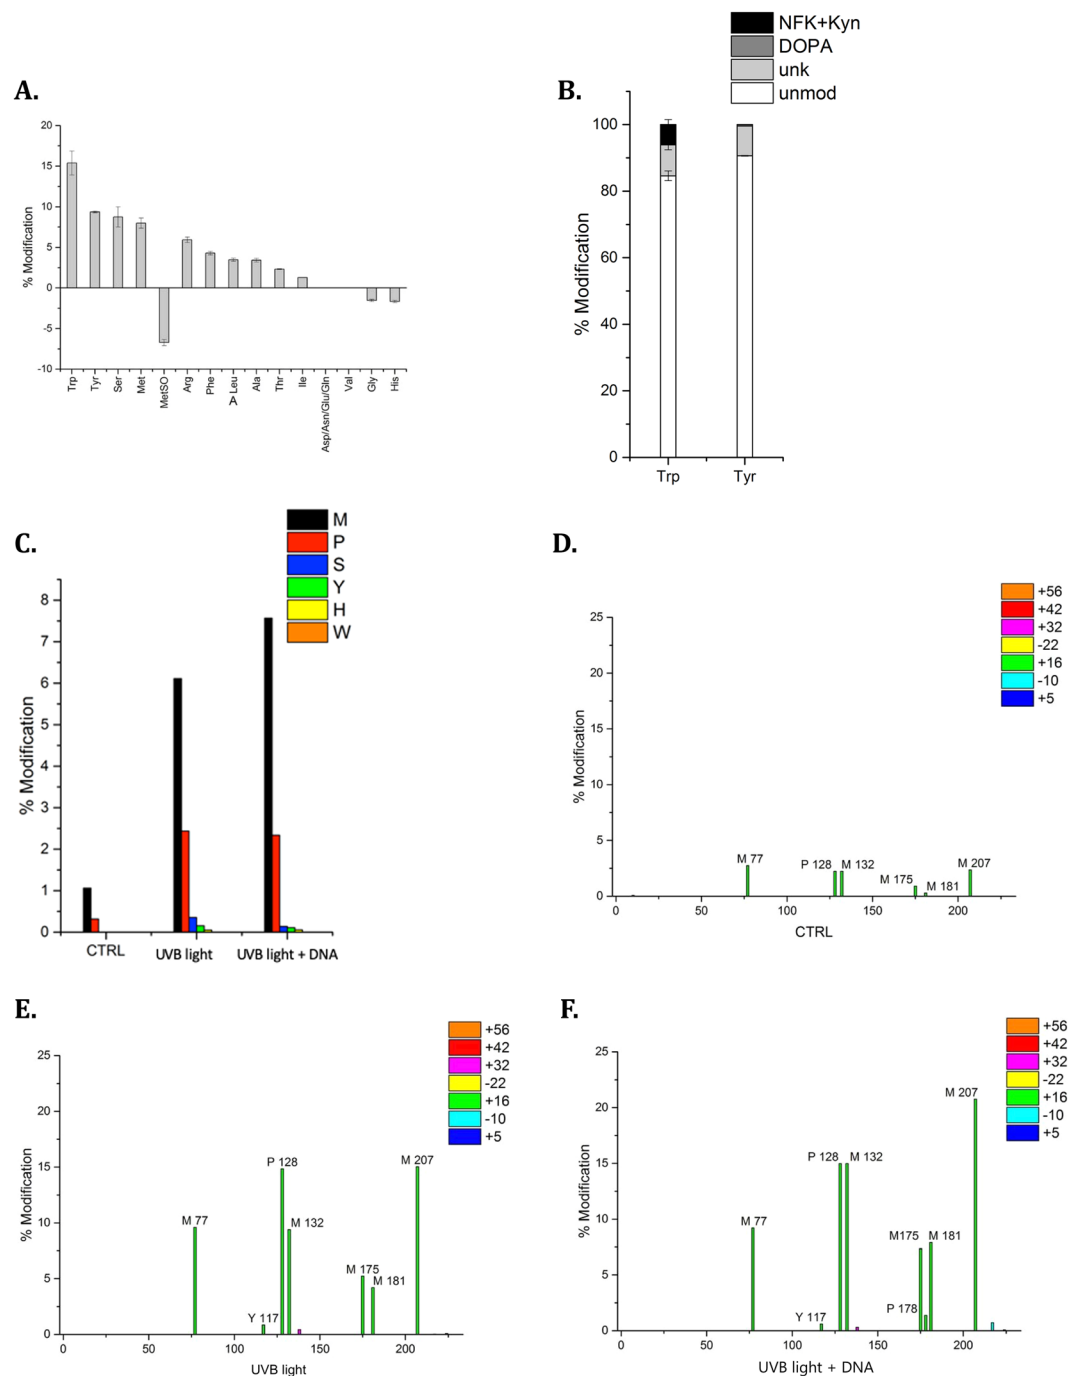 A.
20
15
10
5
0
-5
-10
% Modification
Trp
Tyr
Ser
Met
MetSO
Arg
Phe
Leu
Ala
Thr
Ile
Asp/Asn/Glu/Gln
Val
Gly
His
A
B.
NFK+Kyn
DOPA
unk
unmod
100
80
60
40
20
0
% Modification
Trp Tyr
C.
M
P
S
Y
H
W
8
7
6
5
4
3
2
1
0
% Modification
CTRL UVB light UVB light + DNA
D.
+56
+42
+32
-22
+16
-10
+5
25
20
15
10
5
0
% Modification
M 77
P 128
M 132
M 175
M 181
M 207
0 50 100 150 200
CTRL
E.
+56
+42
+32
-22
+16
-10
+5
25
20
15
10
5
0
% Modification
M 77
Y 117
P 128
M 132
M 175
M 181
M 207
0 50 100 150 200
UVB light
F.
+56
+42
+32
-22
+16
-10
+5
25
20
15
10
5
0
% Modification
M 77
Y 117
P 128
M 132
M175
P 178
M 181
M 207
0 50 100 150 200
UVB light + DNA